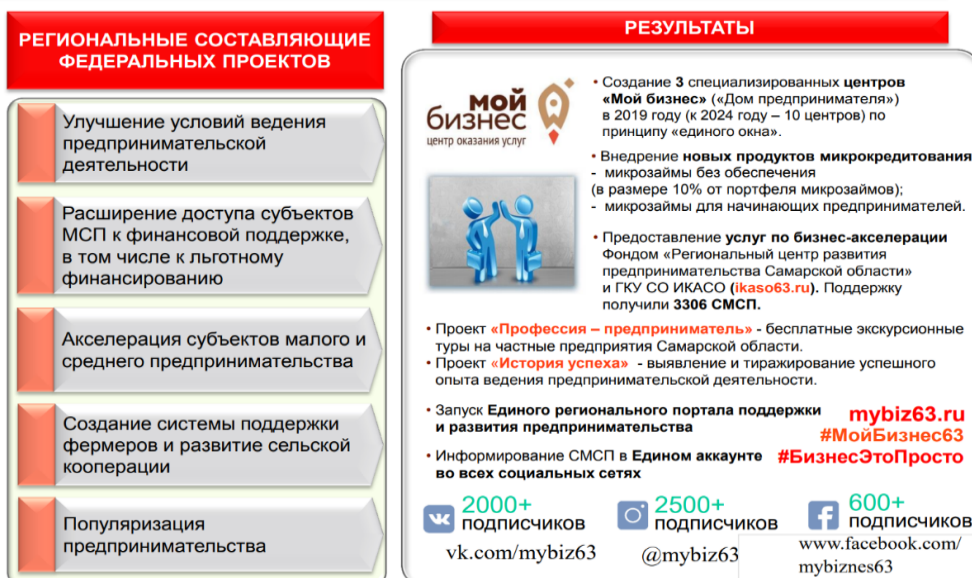 РЕГИОНАЛЬНЫЕ СОСТАВЛЯЮЩИЕ
ФЕДЕРАЛЬНЫХ ПРОЕКТОВ
Улучшение условий ведения
предпринимательской
деятельности
Расширение доступа субъектов
МСП к финансовой поддержке,
в том числе к льготному
финансированию
Акселерация субъектов малого и
среднего предпринимательства
Создание системы поддержки
фермеров и развитие сельской
кооперации
Популяризация
предпринимательства
РЕЗУЛЬТАТЫ
мой
бизнес
центр оказания услуг
• Создание 3 специализированных центров
«Мой бизнес» («Дом предпринимателя»)
в 2019 году (к 2024 году – 10 центров) по
принципу «единого окна».
• Внедрение новых продуктов микрокредитования
- микрозаймы без обеспечения
(в размере 10% от портфеля микрозаймов);
- микрозаймы для начинающих предпринимателей.
• Предоставление услуг по бизнес-акселерации
Фондом «Региональный центр развития
предпринимательства Самарской области»
и ГКУ СО ИКАСО (ikaso63.ru). Поддержку
получили 3306 СМСП.
• Проект «Профессия – предприниматель» - бесплатные экскурсионные
туры на частные предприятия Самарской области.
• Проект «История успеха» - выявление и тиражирование успешного
опыта ведения предпринимательской деятельности.
• Запуск Единого регионального портала поддержки
и развития предпринимательства
mybiz63.ru
#МойБизнес63
• Информирование СМСП в Едином аккаунте
во всех социальных сетях
#БизнесЭтоПросто
2000+
подписчиков
vk.com/mybiz63
2500+
подписчиков
@mybiz63
600+
подписчиков
www.facebook.com/
mybiznes63